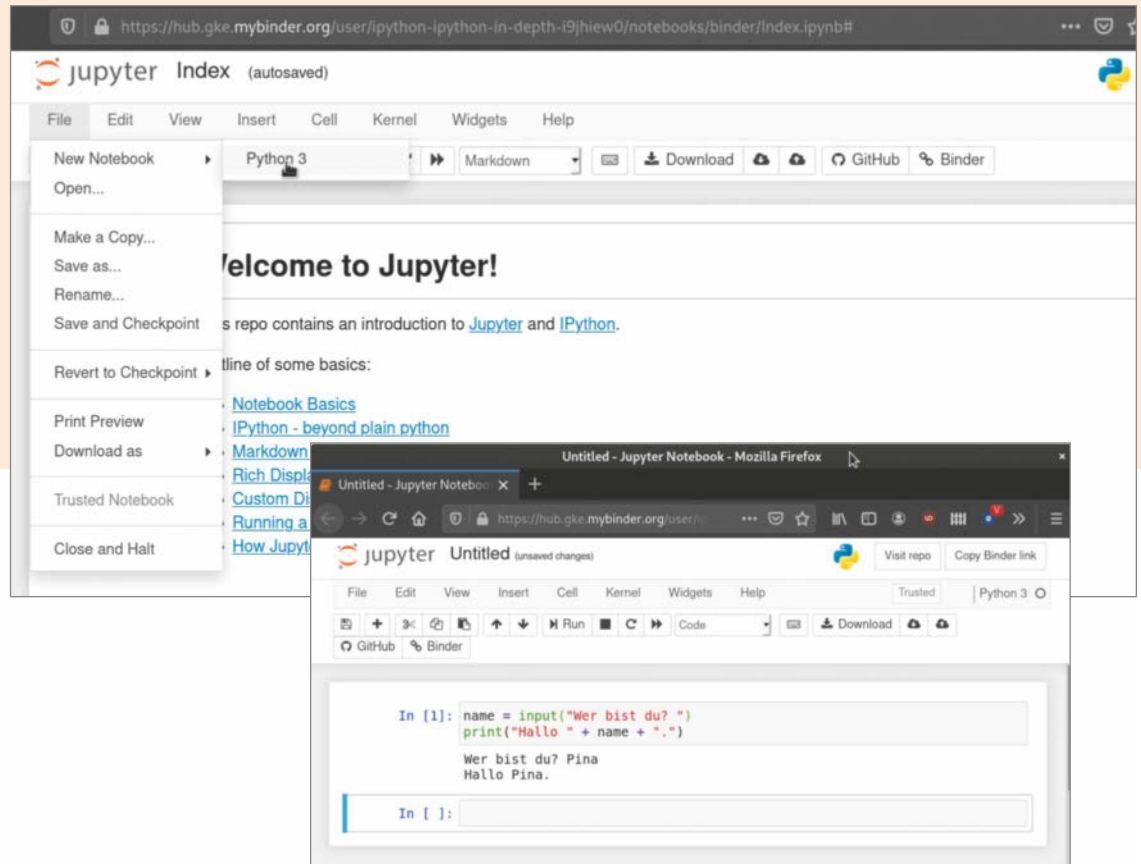 https://hub.gke.mybinder.org/user/ipython-ipython-in-depth-i9jhiew0/notebooks/binder/Index.ipynb#
jupyter Index (autosaved)
File Edit View Insert Cell Kernel Widgets Help
New Notebook Python 3 Markdown Download GitHub Binder
Open...
Make a Copy...
Save as...
Rename...
Save and Checkpoint
Revert to Checkpoint
Print Preview
Download as
Trusted Notebook
Close and Halt
elcome to Jupyter!
s repo contains an introduction to Jupyter and IPython.
tline of some basics:
Notebook Basics
IPython - beyond plain python
Markdown
Rich Displa
Custom Di
Running a
How Jupyt
Untitled - Jupyter Notebook - Mozilla Firefox
Untitled - Jupyter Noteboo
https://hub.gke.mybinder.org/user/i
jupyter Untitled (unsaved changes) Visit repo Copy Binder link
File Edit View Insert Cell Kernel Widgets Help Trusted Python 3
Run Code Download
GitHub Binder
In [1]: name = input("Wer bist du? ")
print("Hallo " + name + ".")
Wer bist du? Pina
Hallo Pina.
In [ ]: